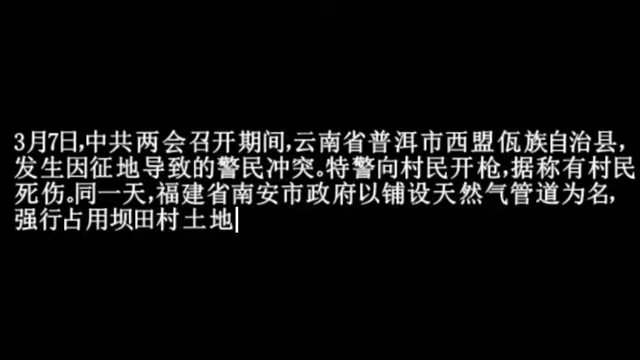 3月7日,中共两会召开期间,云南省普洱市西盟佤族自治县,
发生因征地导致的警民冲突。特警向村民开枪,据称有村民
死伤。同一天,福建省南安市政府以铺设天然气管道为名,
强行占用坝田村土地